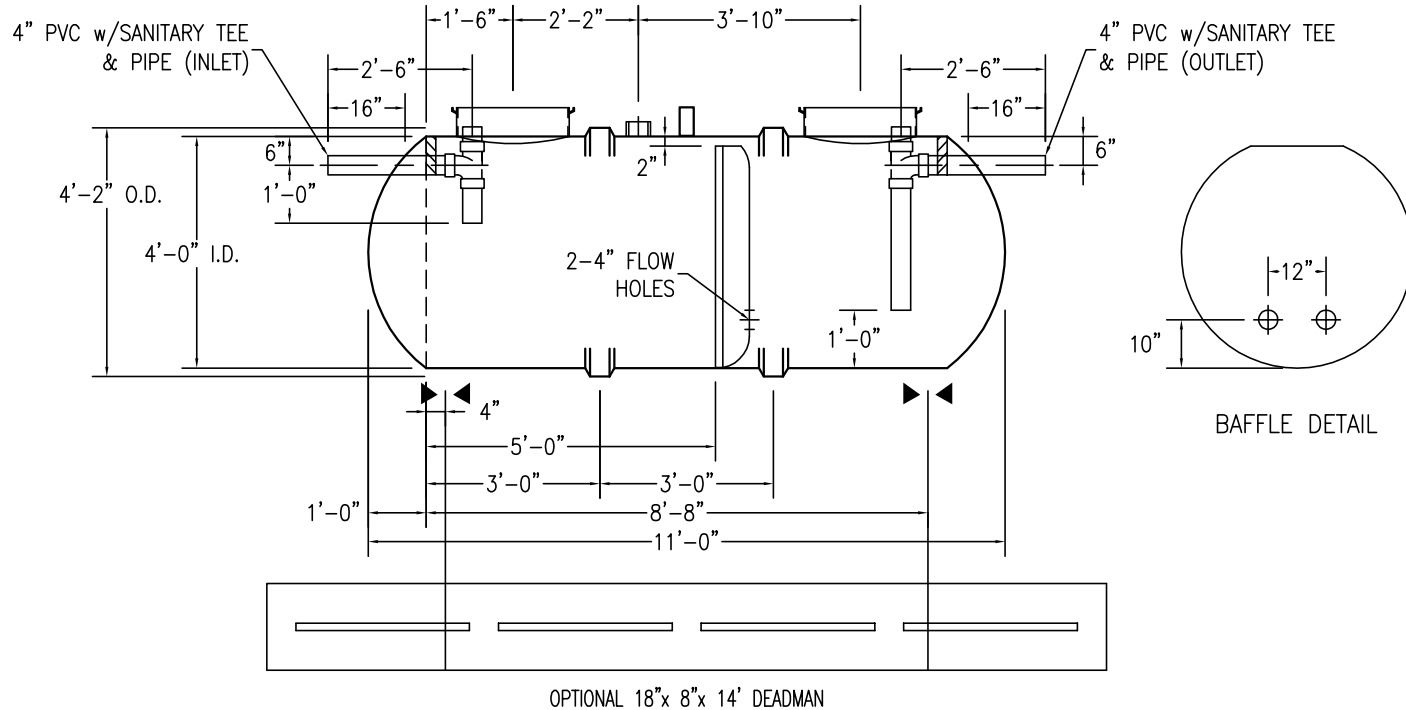 1'-6" 2'-2" 3'-10"
4" PVC w/SANITARY TEE
& PIPE (INLET)
4" PVC w/SANITARY TEE
& PIPE (OUTLET)
2'-6" 2'-6"
16" 16"
6" 2" 6"
4'-2" O.D.
1'-0"
4'-0" I.D.
2-4" FLOW
HOLES
1'-0"
12"
10"
BAFFLE DETAIL
4"
5'-0"
3'-0" 3'-0"
1'-0" 8'-8"
11'-0"
OPTIONAL 18"x 8"x 14' DEADMAN